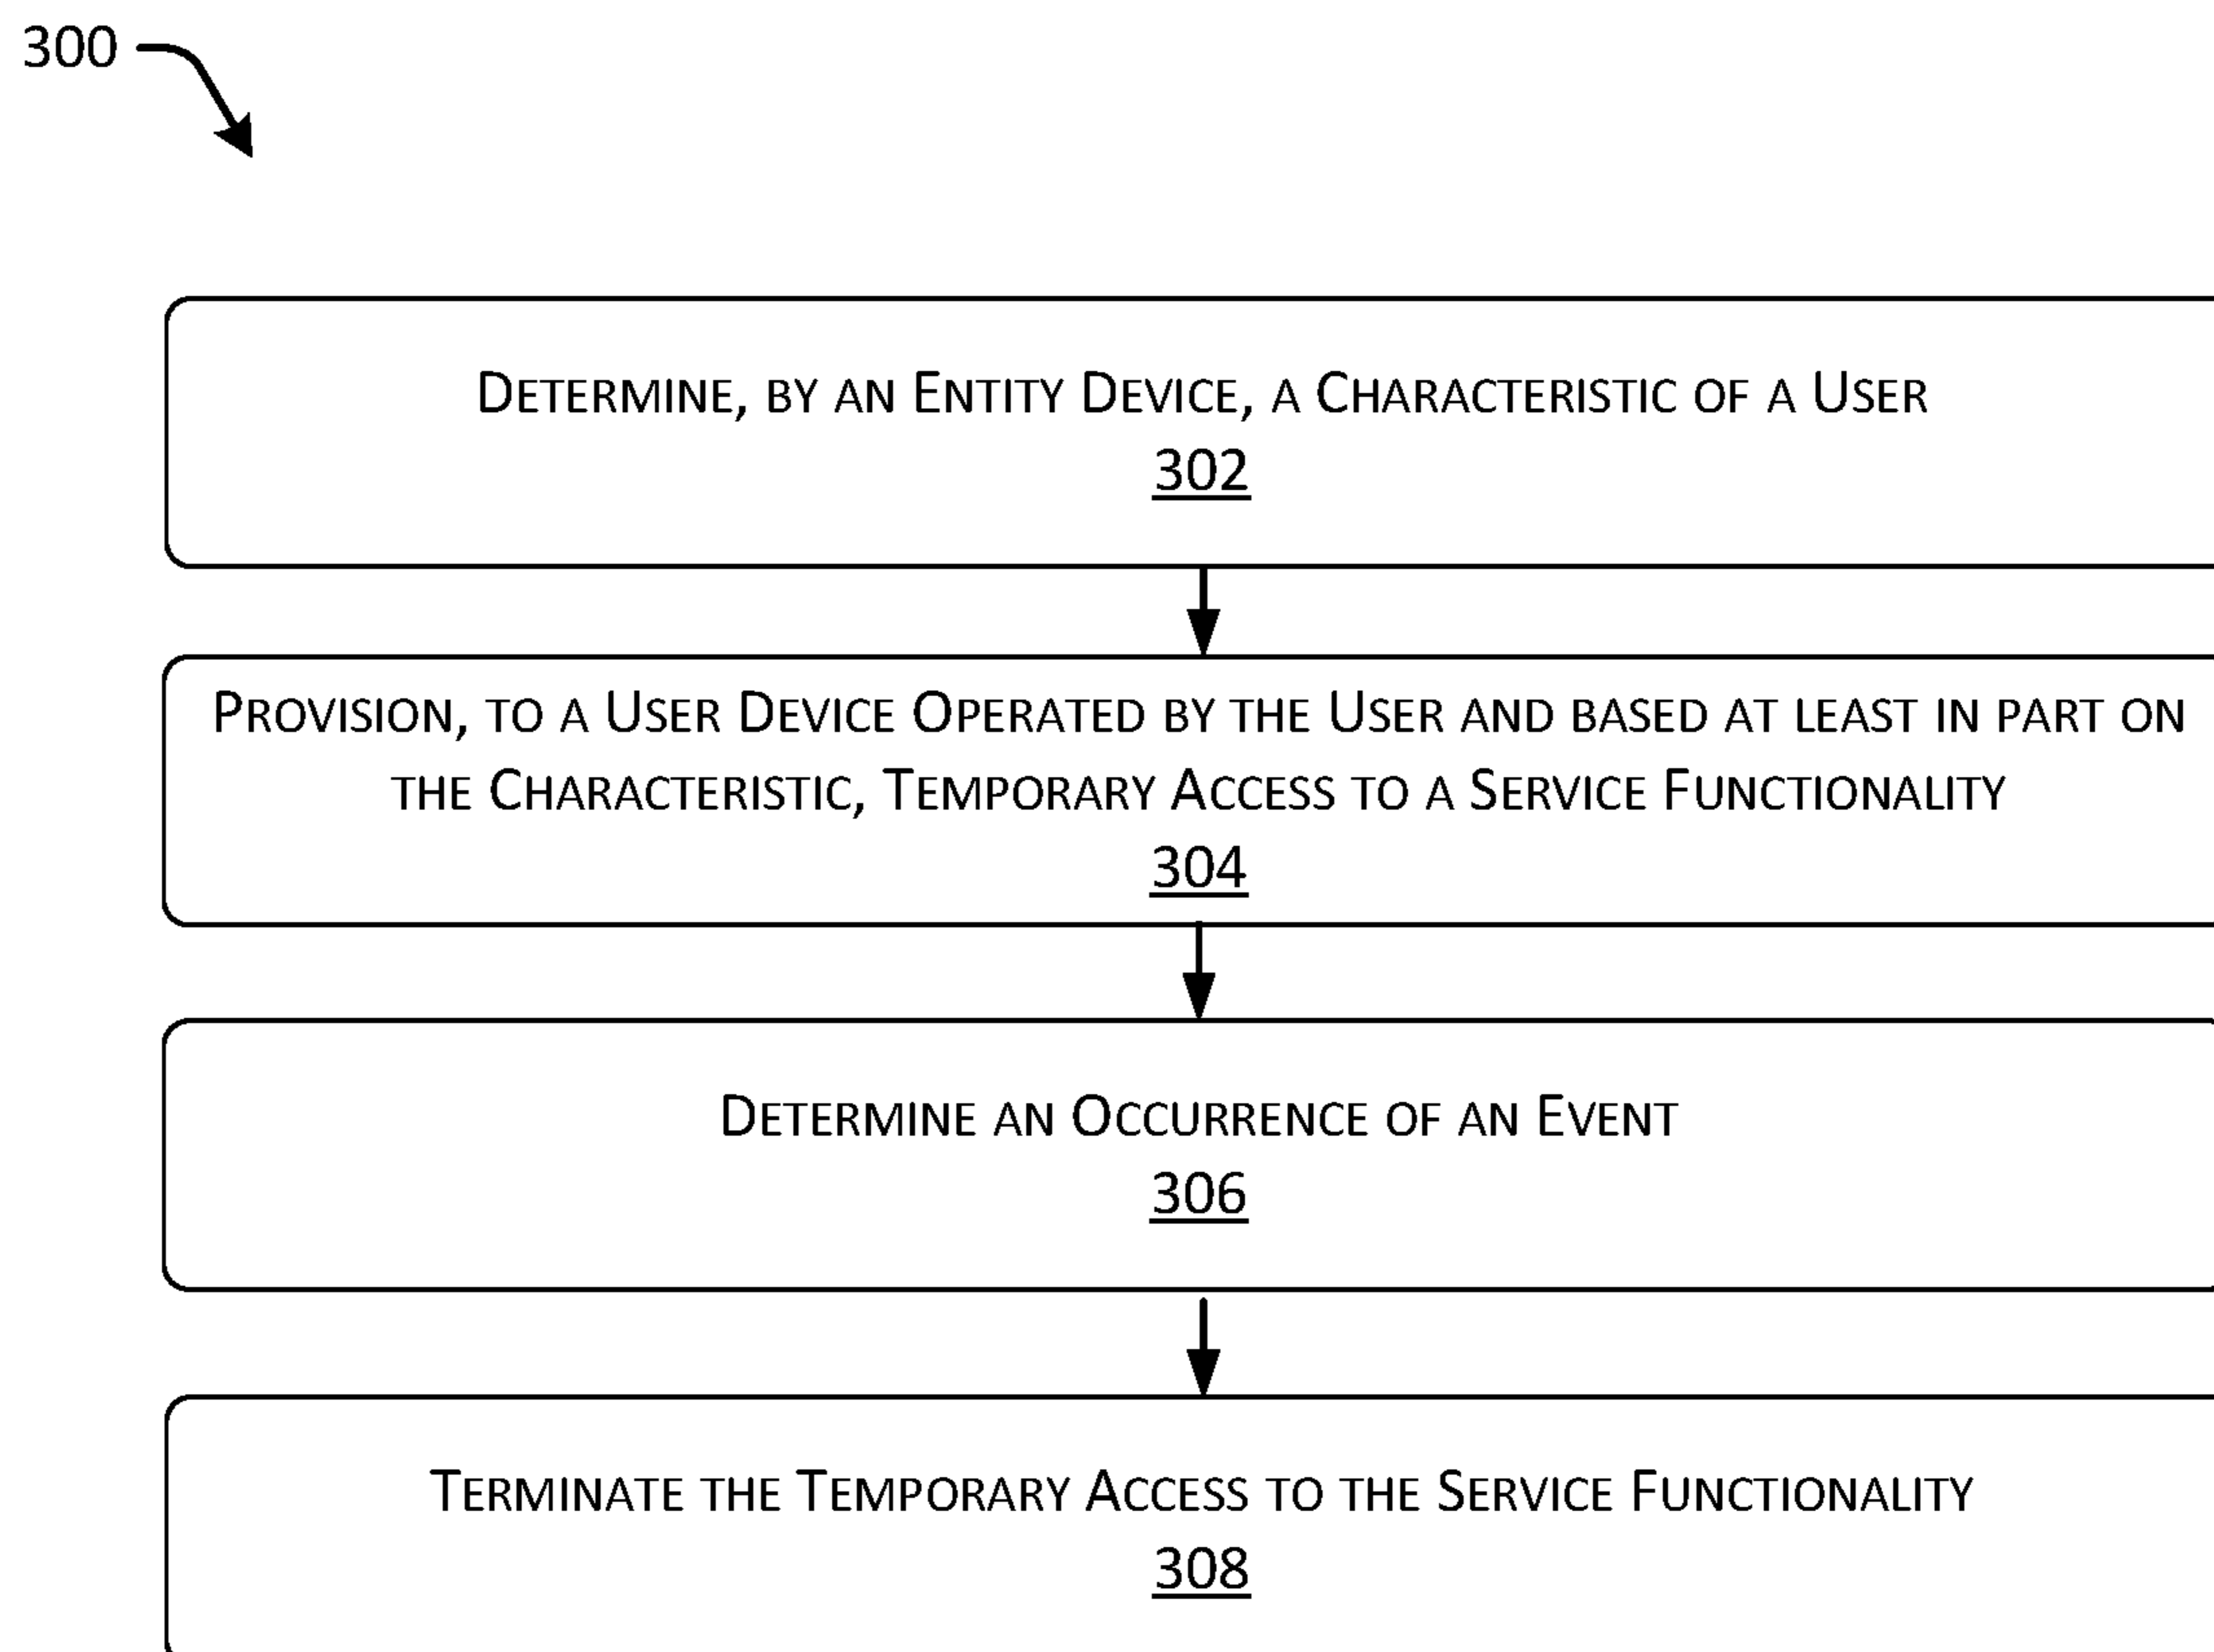 300
Determine, by an Entity Device, a Characteristic of a User
302
Provision, to a User Device Operated by the User and based at least in part on
the Characteristic, Temporary Access to a Service Functionality
304
Determine an Occurrence of an Event
306
Terminate the Temporary Access to the Service Functionality
308